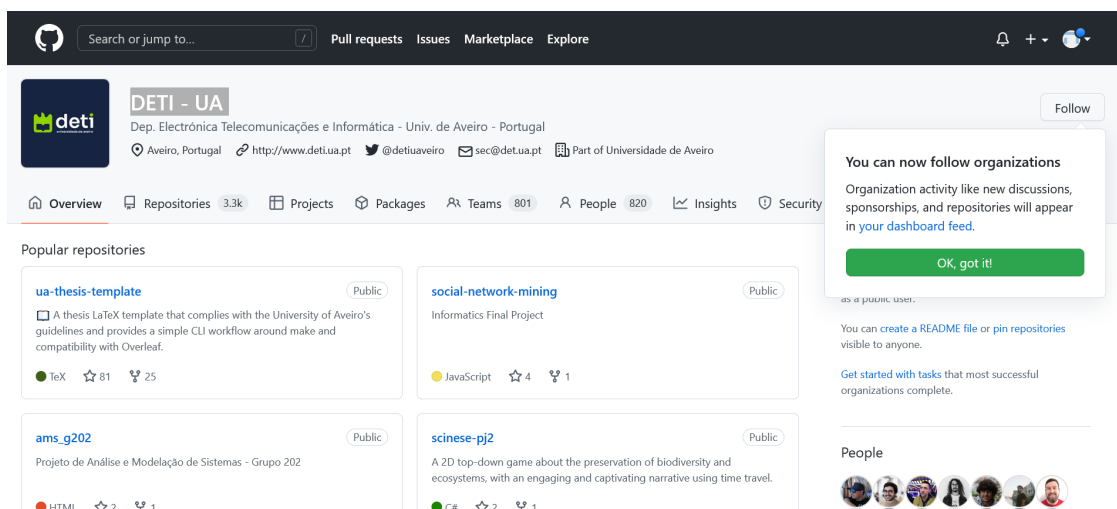 Search or jump to... / Pull requests Issues Marketplace Explore
deti
universidade de aveiro
DETI - UA
Follow
Dep. Electrónica Telecomunicações e Informática - Univ. de Aveiro - Portugal
Aveiro, Portugal http://www.deti.ua.pt @detiuaveiro sec@det.ua.pt Part of Universidade de Aveiro
You can now follow organizations
Organization activity like new discussions,
sponsorships, and repositories will appear
in your dashboard feed.
OK, got it!
Overview Repositories 3.3k Projects Packages Teams 801 People 820 Insights Security
Popular repositories
ua-thesis-template Public
A thesis LaTeX template that complies with the University of Aveiro's
guidelines and provides a simple CLI workflow around make and
compatibility with Overleaf.
TeX 81 25
social-network-mining Public
Informatics Final Project
JavaScript 4 1
as a public user.
You can create a README file or pin repositories
visible to anyone.
Get started with tasks that most successful
organizations complete.
ams_g202 Public
Projeto de Análise e Modelação de Sistemas - Grupo 202
HTML 2 1
scinese-pj2 Public
A 2D top-down game about the preservation of biodiversity and
ecosystems, with an engaging and captivating narrative using time travel.
C# 2 1
People